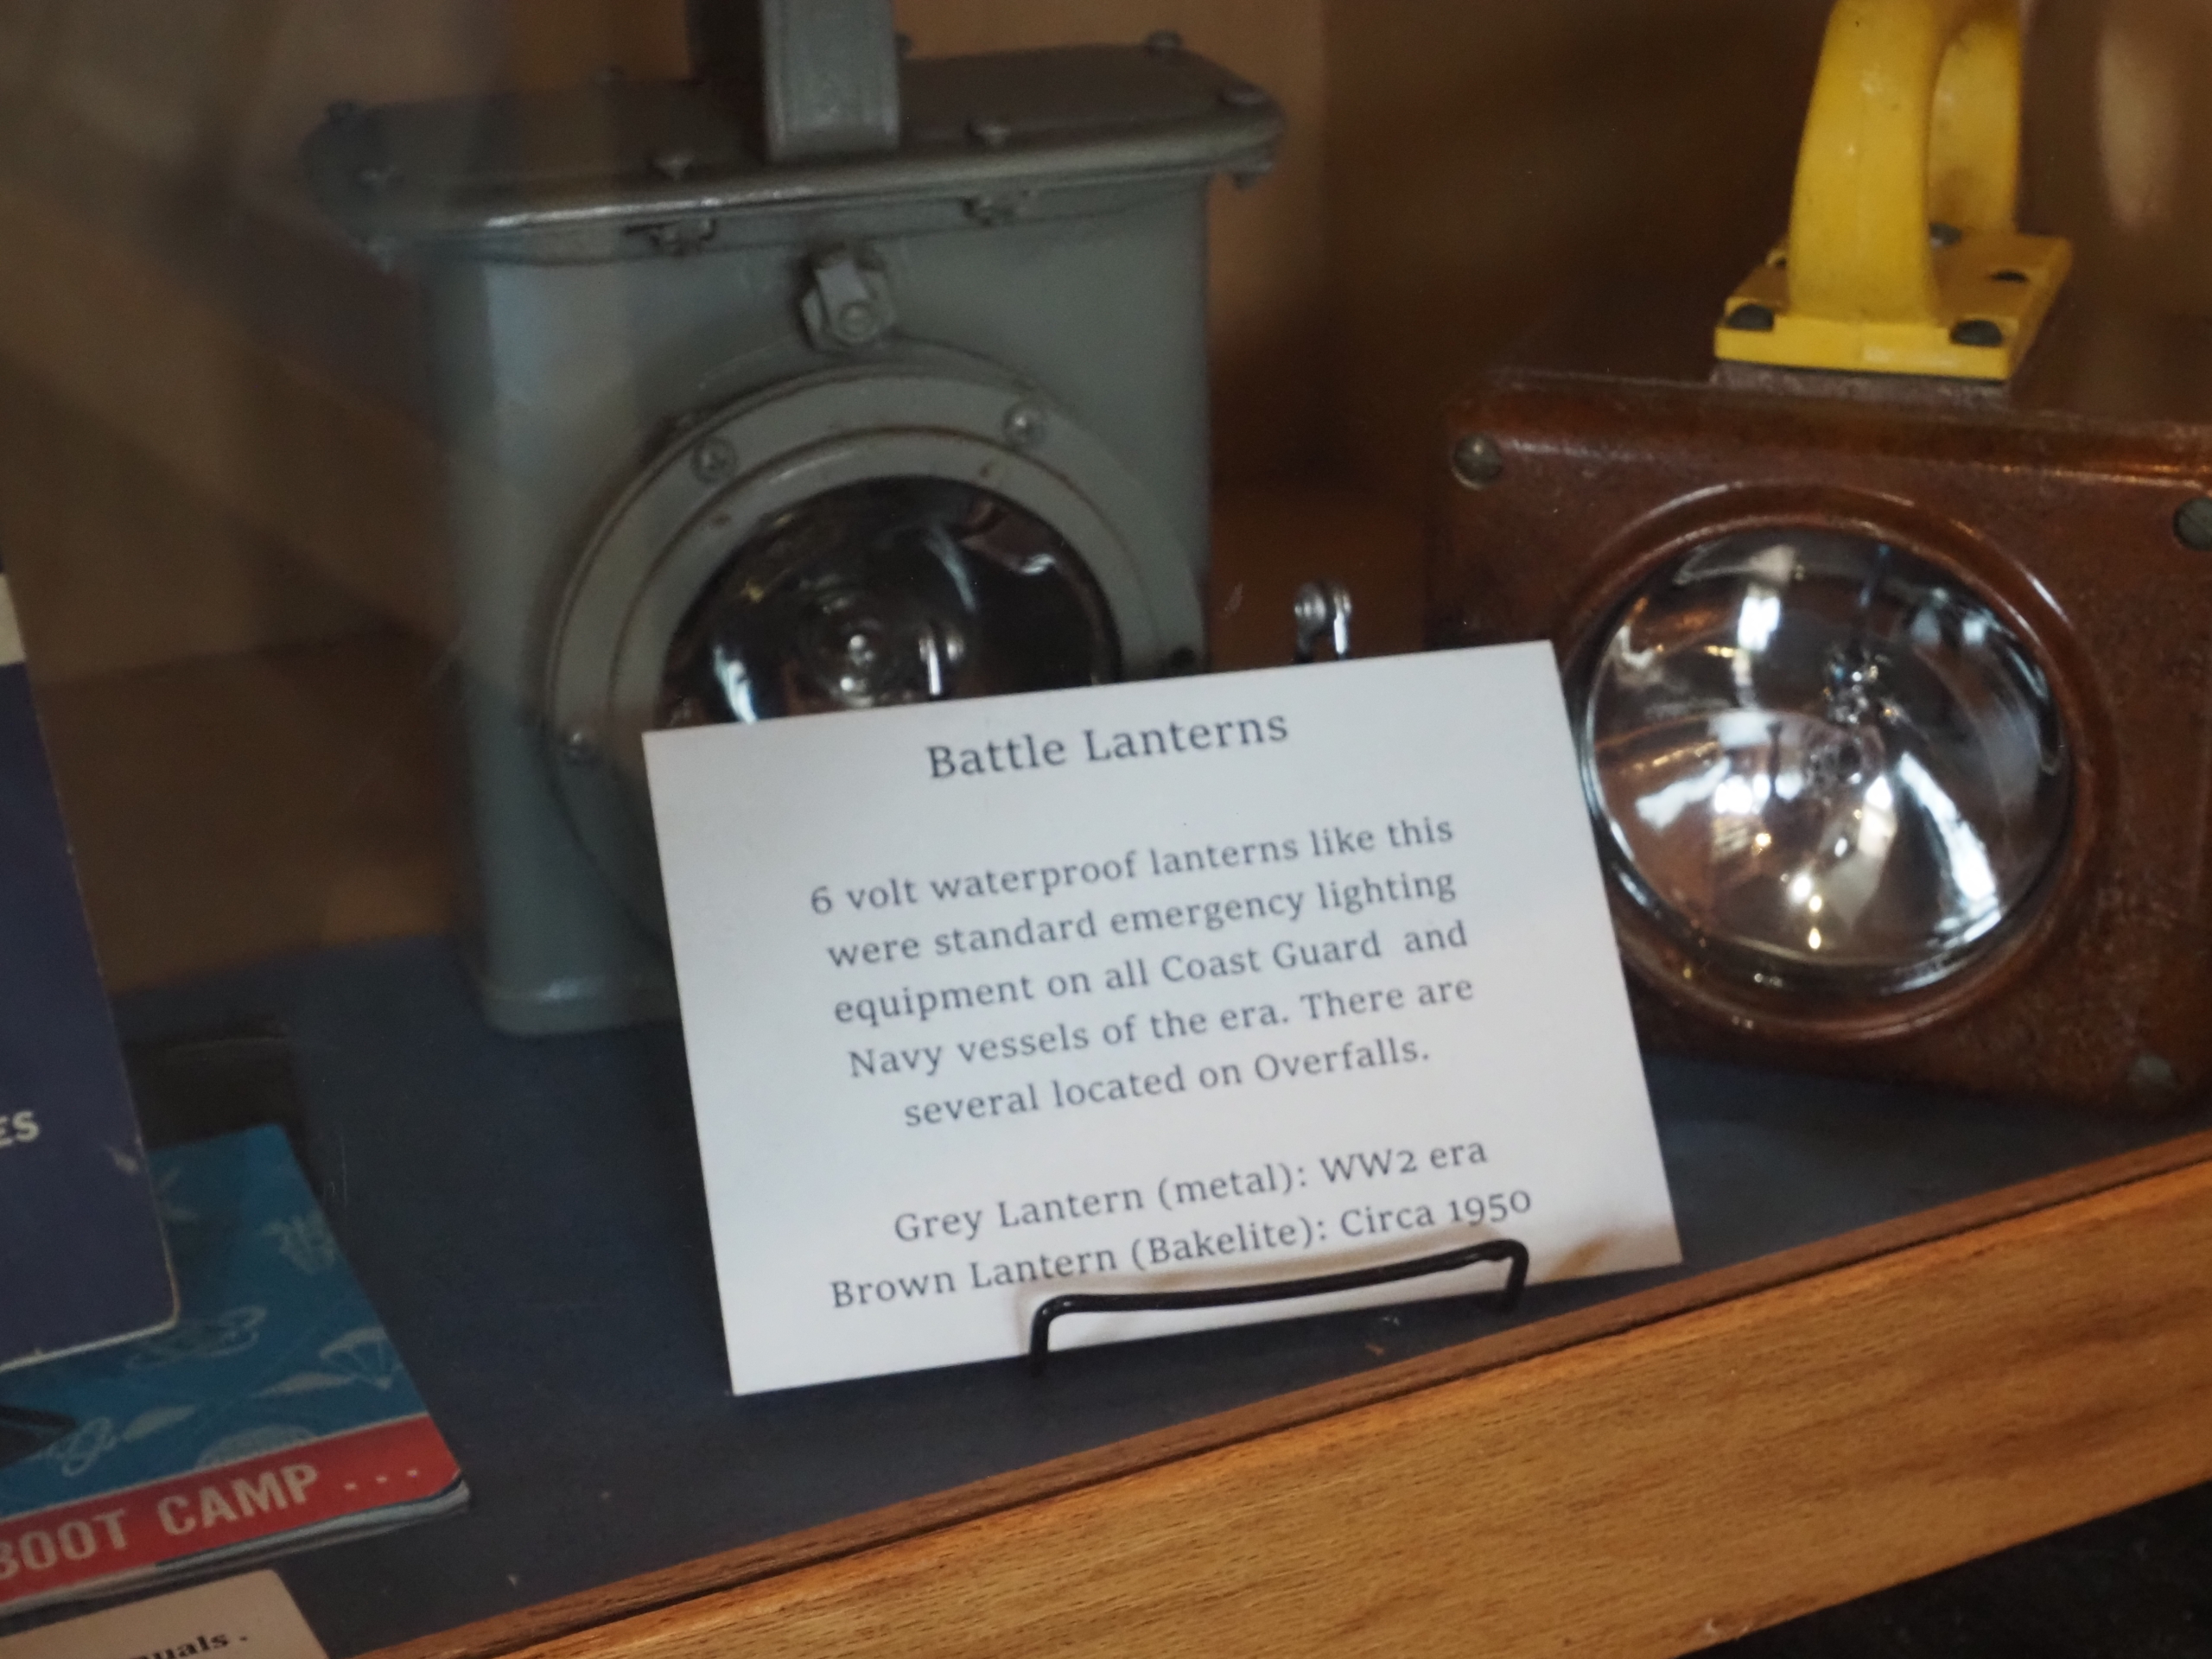 Battle Lanterns
6 volt waterproof lanterns like this
were standard emergency lighting
equipment on all Coast Guard and
Navy vessels of the era. There are
several located on Overfalls.
Grey Lantern (metal): WW2 era
Brown Lantern (Bakelite): Circa 1950
ES
BOOT CAMP - - -